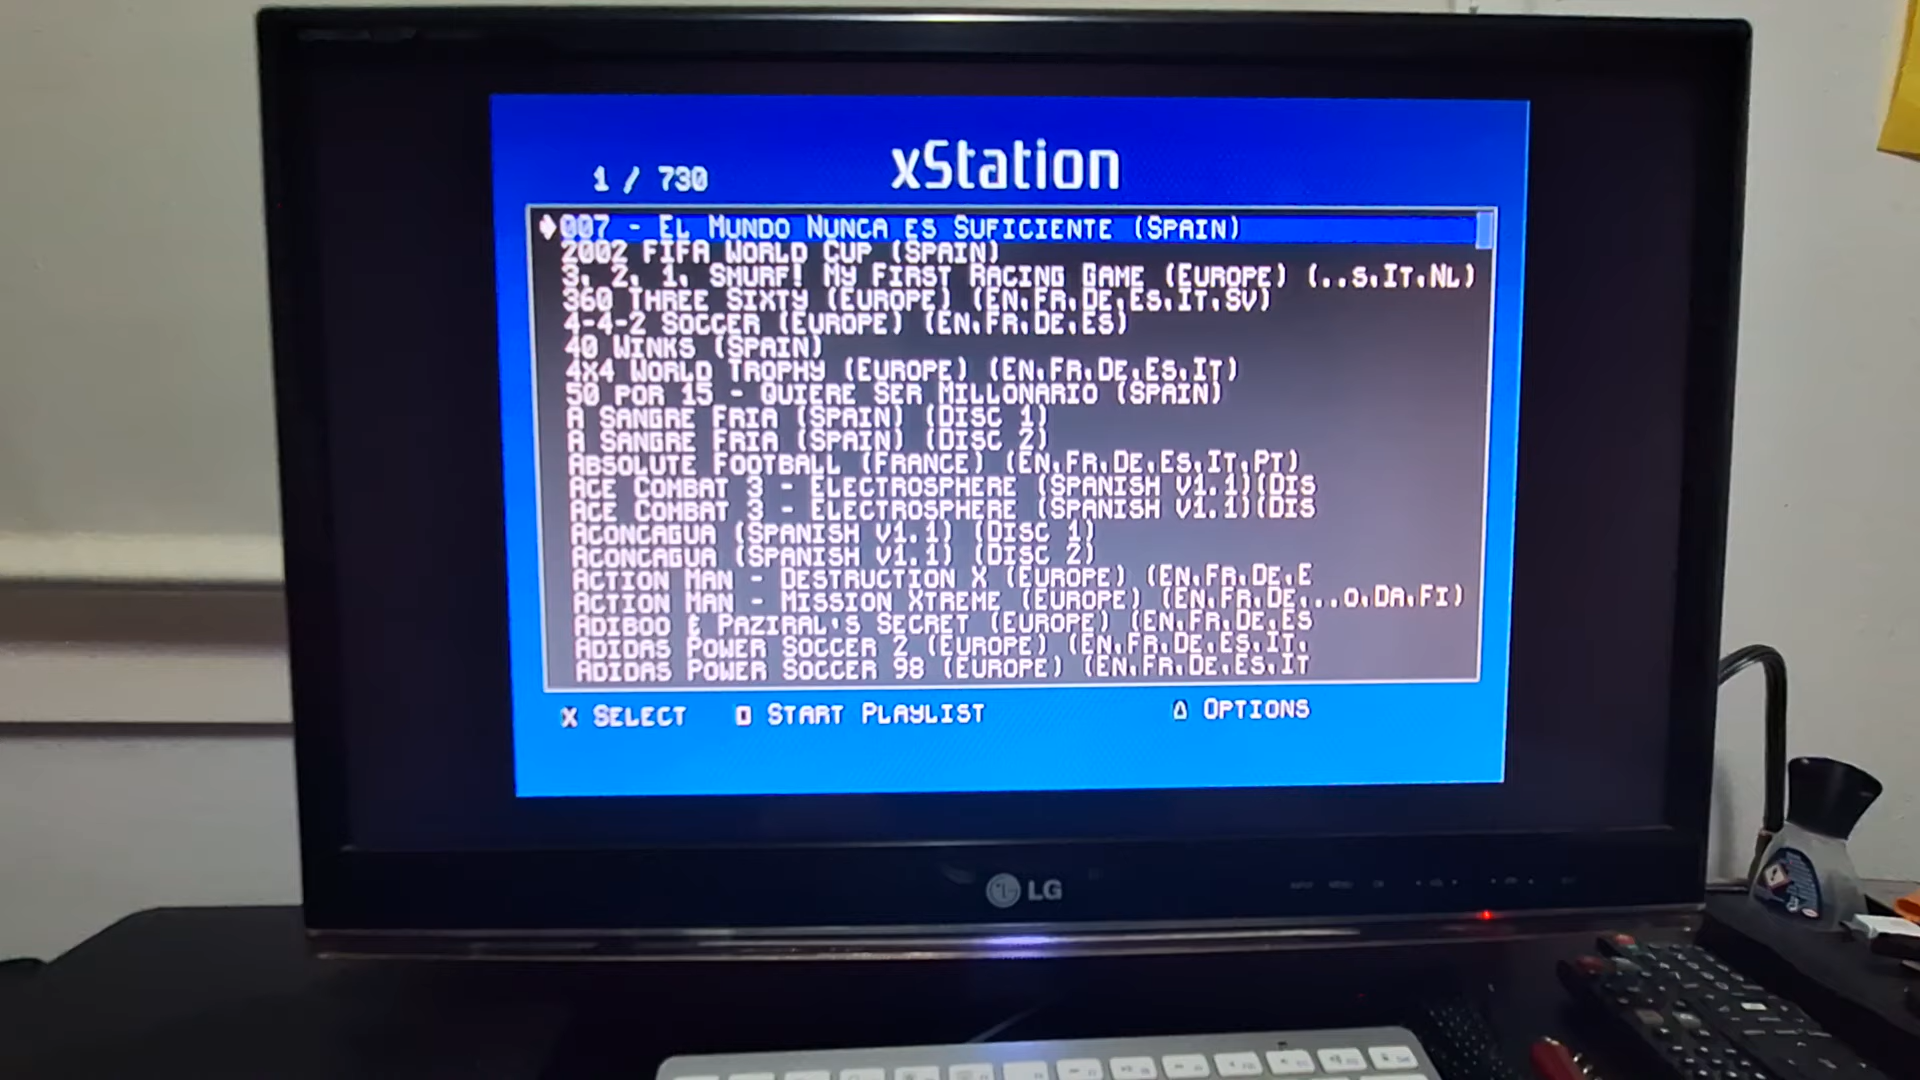 xStation
1 / 730
007 - El Mundo Nunca es Suficiente (Spain)
2002 FIFA World Cup (Spain)
3, 2, 1, Smurf! My First Racing Game (Europe) (..s,It,Nl)
360 Three Sixty (Europe) (En,Fr,De,Es,It,Sv)
4-4-2 Soccer (Europe) (En,Fr,De,Es)
40 Winks (Spain)
4x4 World Trophy (Europe) (En,Fr,De,Es,It)
50 por 15 - Quiere ser Millonario (Spain)
A Sangre Fria (Spain) (Disc 1)
A Sangre Fria (Spain) (Disc 2)
Absolute Football (France) (En,Fr,De,Es,It,Pt)
Ace Combat 3 - Electrosphere (Spanish v1.1)(Dis
Ace Combat 3 - Electrosphere (Spanish v1.1)(Dis
Aconcagua (Spanish v1.1) (Disc 1)
Aconcagua (Spanish v1.1) (Disc 2)
Action Man - Destruction X (Europe) (En,Fr,De,E
Action Man - Mission Xtreme (Europe) (En,Fr,De,..o,Da,Fi)
Adiboo & Paziral's Secret (Europe) (En,Fr,De,Es
Adidas Power Soccer 2 (Europe) (En,Fr,De,Es,It,
Adidas Power Soccer 98 (Europe) (En,Fr,De,Es,It
X Select □ Start Playlist △ Options
LG